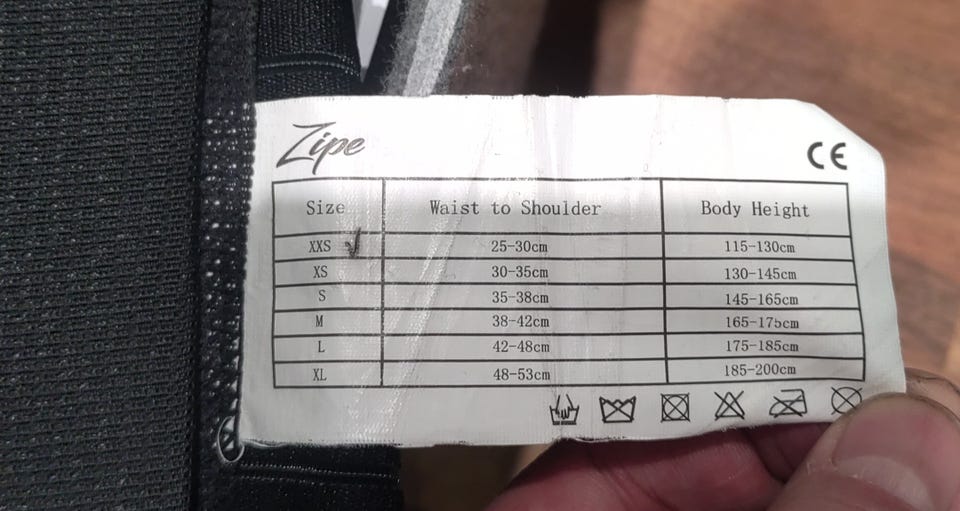 Zipe
CE
Size Waist to Shoulder Body Height
XXS √ 25-30cm 115-130cm
XS 30-35cm 130-145cm
S 35-38cm 145-165cm
M 38-42cm 165-175cm
L 42-48cm 175-185cm
XL 48-53cm 185-200cm